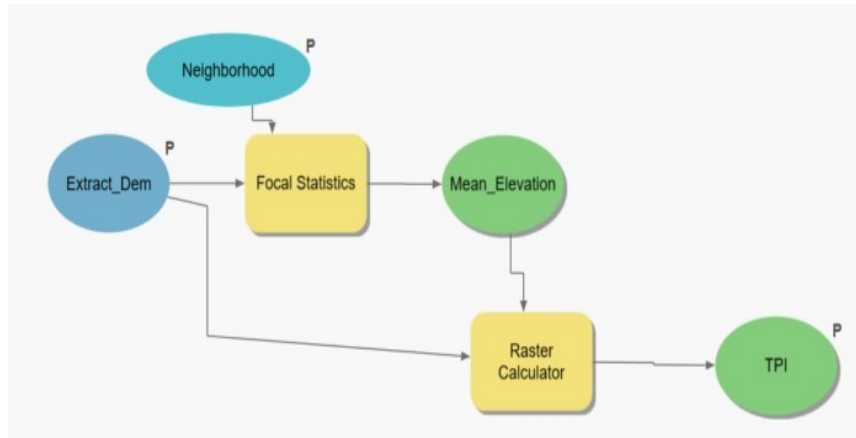 P
Neighborhood
P
Extract_Dem
Focal Statistics
Mean_Elevation
Raster
Calculator
P
TPI